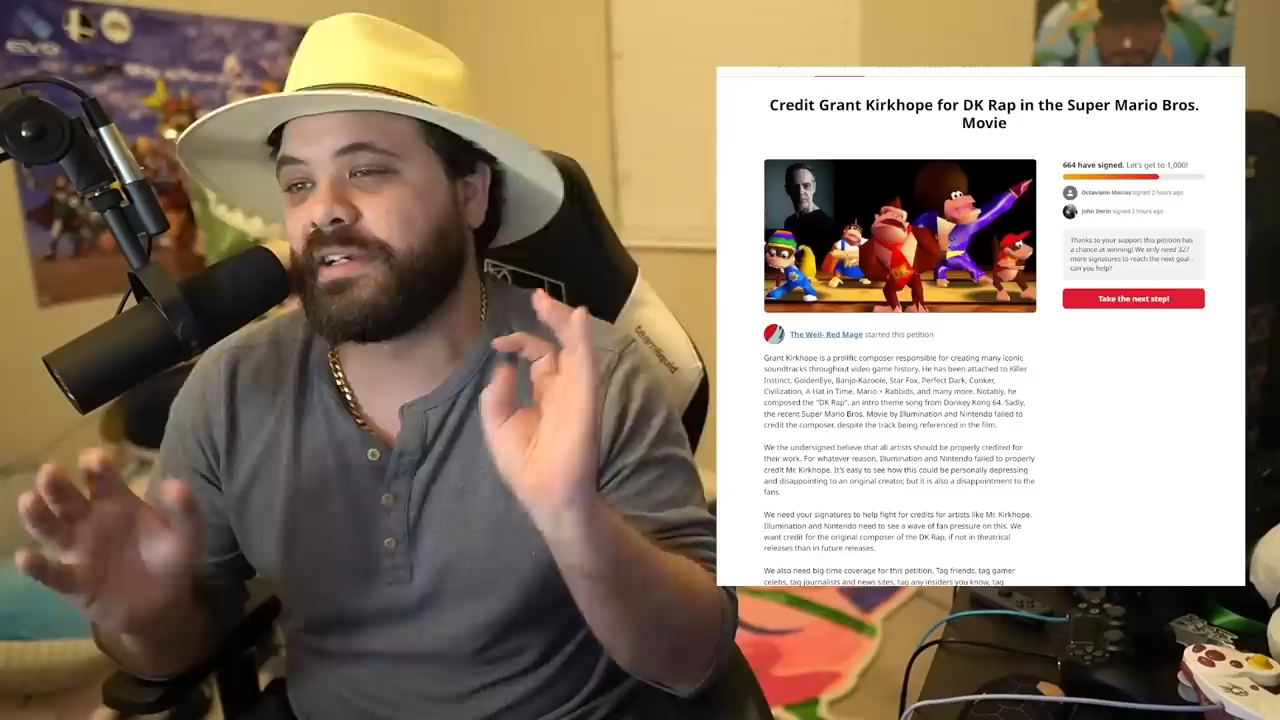 EVO
teamliquid
Credit Grant Kirkhope for DK Rap in the Super Mario Bros.
Movie
664 have signed. Let's get to 1,000!
Octaviano Macias signed 2 hours ago
John Derin signed 2 hours ago
Thanks to your support this petition has
a chance at winning! We only need 327
more signatures to reach the next goal -
can you help?
Take the next step!
The Well- Red Mage started this petition
Grant Kirkhope is a prolific composer responsible for creating many iconic
soundtracks throughout video game history. He has been attached to Killer
Instinct, GoldenEye, Banjo-Kazooie, Star Fox, Perfect Dark, Conker,
Civilization, A Hat in Time, Mario + Rabbids, and many more. Notably, he
composed the "DK Rap", an intro theme song from Donkey Kong 64. Sadly,
the recent Super Mario Bros. Movie by Illumination and Nintendo failed to
credit the composer, despite the track being referenced in the film.
We the undersigned believe that all artists should be properly credited for
their work. For whatever reason, Illumination and Nintendo failed to properly
credit Mr. Kirkhope. It's easy to see how this could be personally depressing
and disappointing to an original creator, but it is also a disappointment to the
fans.
We need your signatures to help fight for credits for artists like Mr. Kirkhope.
Illumination and Nintendo need to see a wave of fan pressure on this. We
want credit for the original composer of the DK Rap, if not in theatrical
releases than in future releases.
We also need big-time coverage for this petition. Tag friends, tag gamer
celebs, tag journalists and news sites, tag any insiders you know, tag